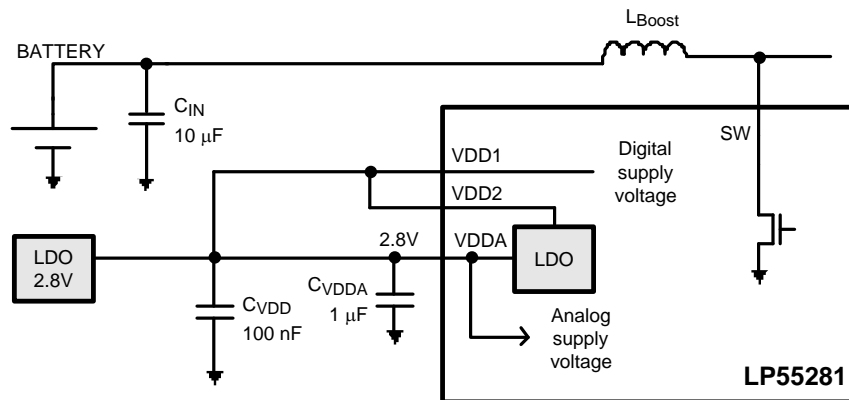 L_Boost
BATTERY
C_IN
10 μF
SW
VDD1
Digital
supply
voltage
VDD2
LDO
2.8V
2.8V
VDDA
LDO
C_VDD
100 nF
C_VDDA
1 μF
Analog
supply
voltage
LP55281